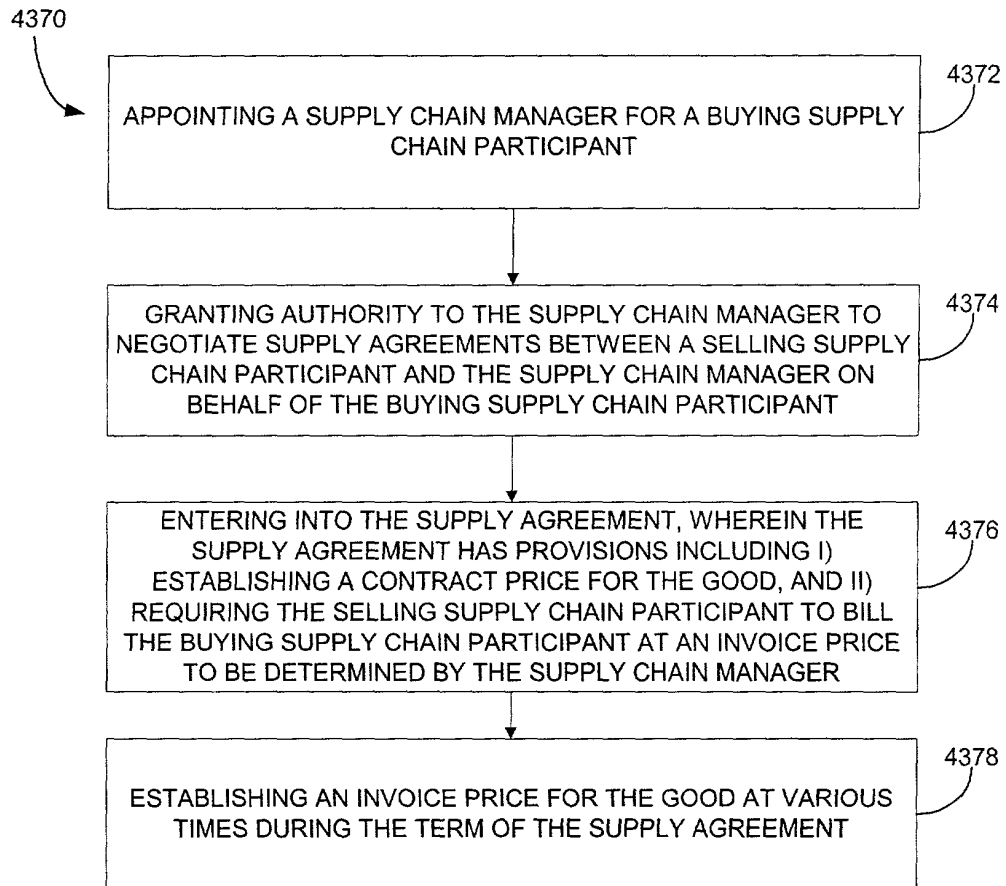 4370
4372
APPOINTING A SUPPLY CHAIN MANAGER FOR A BUYING SUPPLY
CHAIN PARTICIPANT
4374
GRANTING AUTHORITY TO THE SUPPLY CHAIN MANAGER TO
NEGOTIATE SUPPLY AGREEMENTS BETWEEN A SELLING SUPPLY
CHAIN PARTICIPANT AND THE SUPPLY CHAIN MANAGER ON
BEHALF OF THE BUYING SUPPLY CHAIN PARTICIPANT
4376
ENTERING INTO THE SUPPLY AGREEMENT, WHEREIN THE
SUPPLY AGREEMENT HAS PROVISIONS INCLUDING I)
ESTABLISHING A CONTRACT PRICE FOR THE GOOD, AND II)
REQUIRING THE SELLING SUPPLY CHAIN PARTICIPANT TO BILL
THE BUYING SUPPLY CHAIN PARTICIPANT AT AN INVOICE PRICE
TO BE DETERMINED BY THE SUPPLY CHAIN MANAGER
4378
ESTABLISHING AN INVOICE PRICE FOR THE GOOD AT VARIOUS
TIMES DURING THE TERM OF THE SUPPLY AGREEMENT